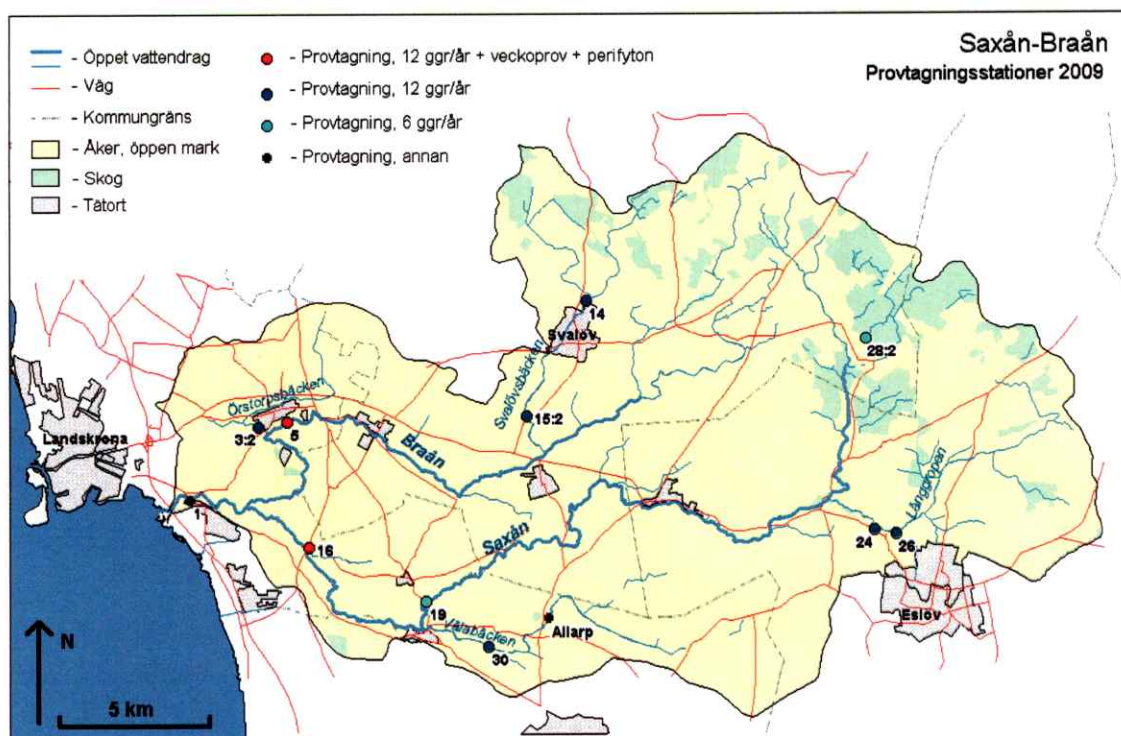 Saxån-Braån
Provtagningsstationer 2009
- Öppet vattendrag
- Väg
- Kommungräns
- Åker, öppen mark
- Skog
- Tätort
- Provtagning, 12 ggr/år + veckoprov + perifyton
- Provtagning, 12 ggr/år
- Provtagning, 6 ggr/år
- Provtagning, annan
14
Svalöv
28:2
Svalövsbäcken
Örstorpsbäcken
15:2
3:2
5
Landskrona
Braån
Långgropen
1
Saxån
24
26
16
Eslöv
19
Välabäcken
Allarp
30
N
5 km